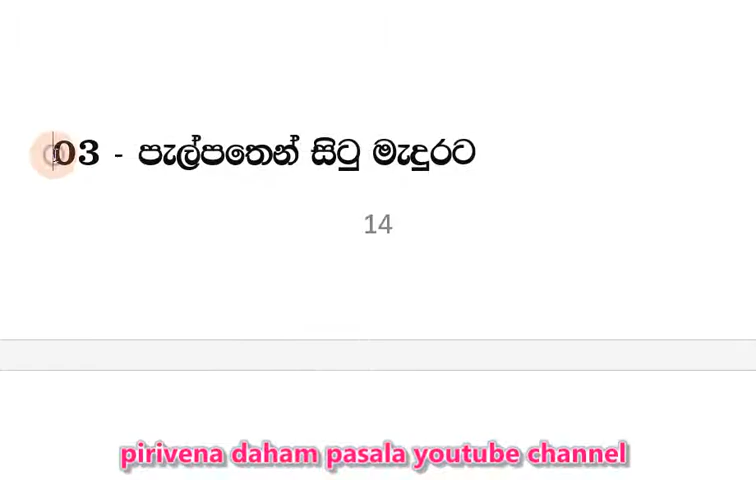 03 - පැල්පතෙන් සිටු මැදුරට
14
pirivena daham pasala youtube channel